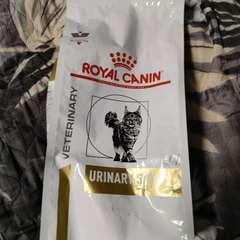 ROYAL CANIN
VETERINARY
URINARY S/O